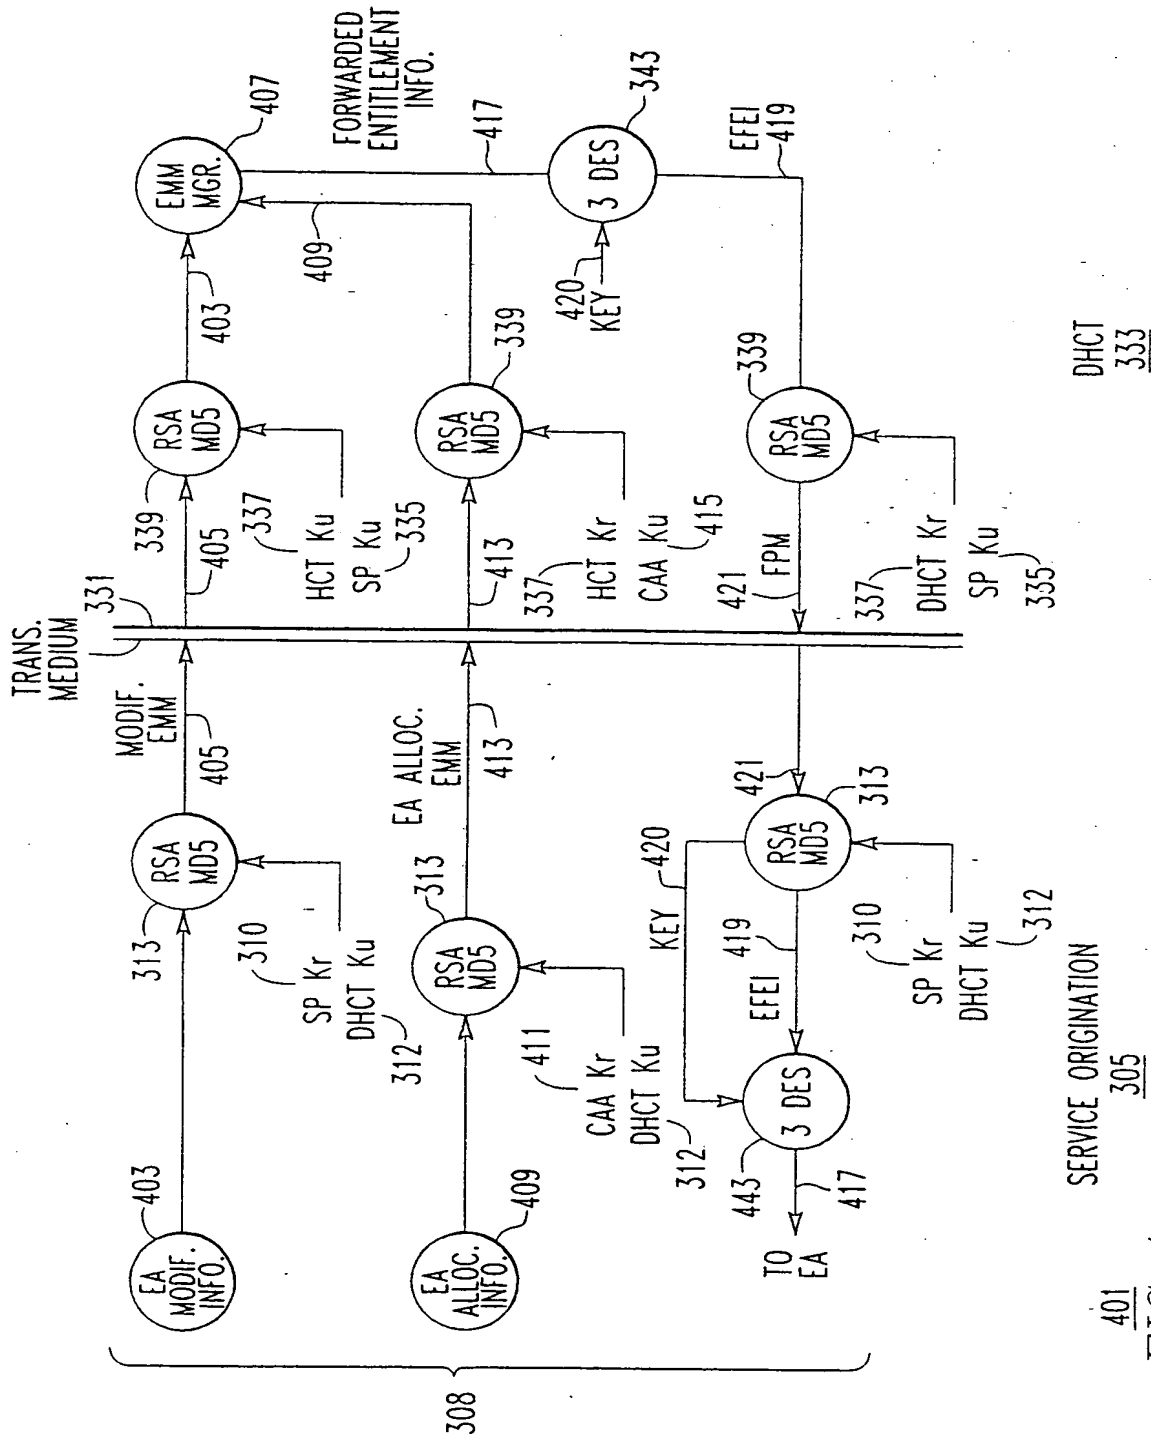 TRANS.
MEDIUM
331
MODIF.
EMM
405
405
403
EA
MODIF.
INFO.
403
RSA
MD5
313
310
SP Kr
DHCT Ku
312
RSA
MD5
339
337
HCT Ku
SP Ku
335
EMM
MGR.
407
409
FORWARDED
ENTITLEMENT
INFO.
417
EA
ALLOC.
INFO.
409
RSA
MD5
313
411
CAA Kr
DHCT Ku
312
EA ALLOC.
EMM
413
413
RSA
MD5
339
337
HCT Kr
CAA Ku
415
3 DES
343
420
KEY
EFEI
419
TO
EA
417
3 DES
443
KEY
420
EFEI
419
RSA
MD5
313
421
310
SP Kr
DHCT Ku
312
421
FPM
RSA
MD5
339
337
DHCT Kr
SP Ku
335
308
SERVICE ORIGINATION
305
DHCT
333
401